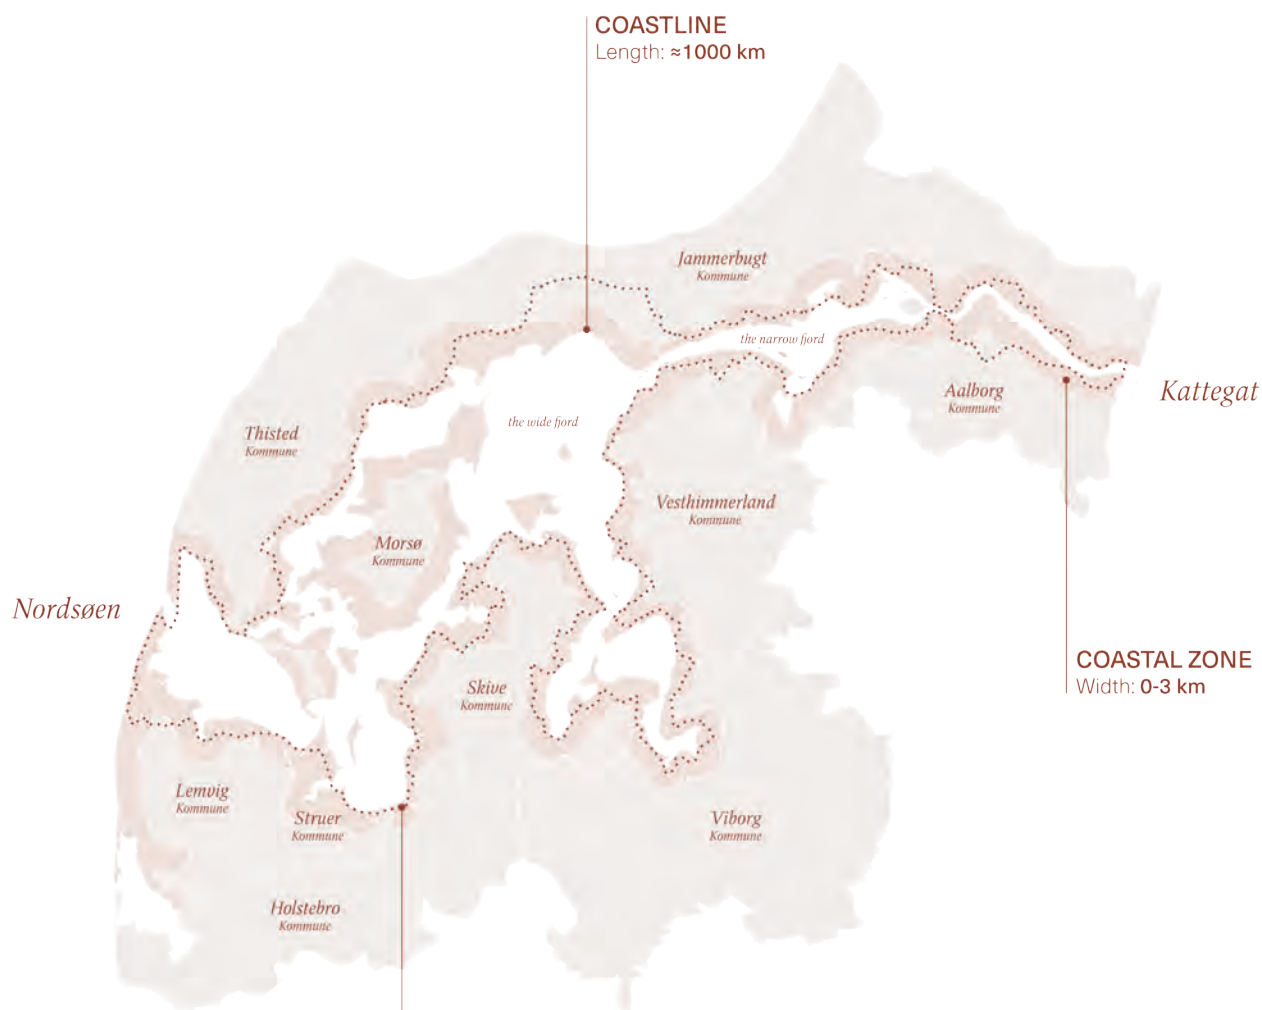 COASTLINE
Length: ≈1000 km
Jammerbugt
Kommune
the narrow fjord
Aalborg
Kommune
Kattegat
the wide fjord
Thisted
Kommune
Vesthimmerland
Kommune
Morsø
Kommune
Nordsøen
COASTAL ZONE
Width: 0-3 km
Skive
Kommune
Lemvig
Kommune
Struer
Kommune
Viborg
Kommune
Holstebro
Kommune